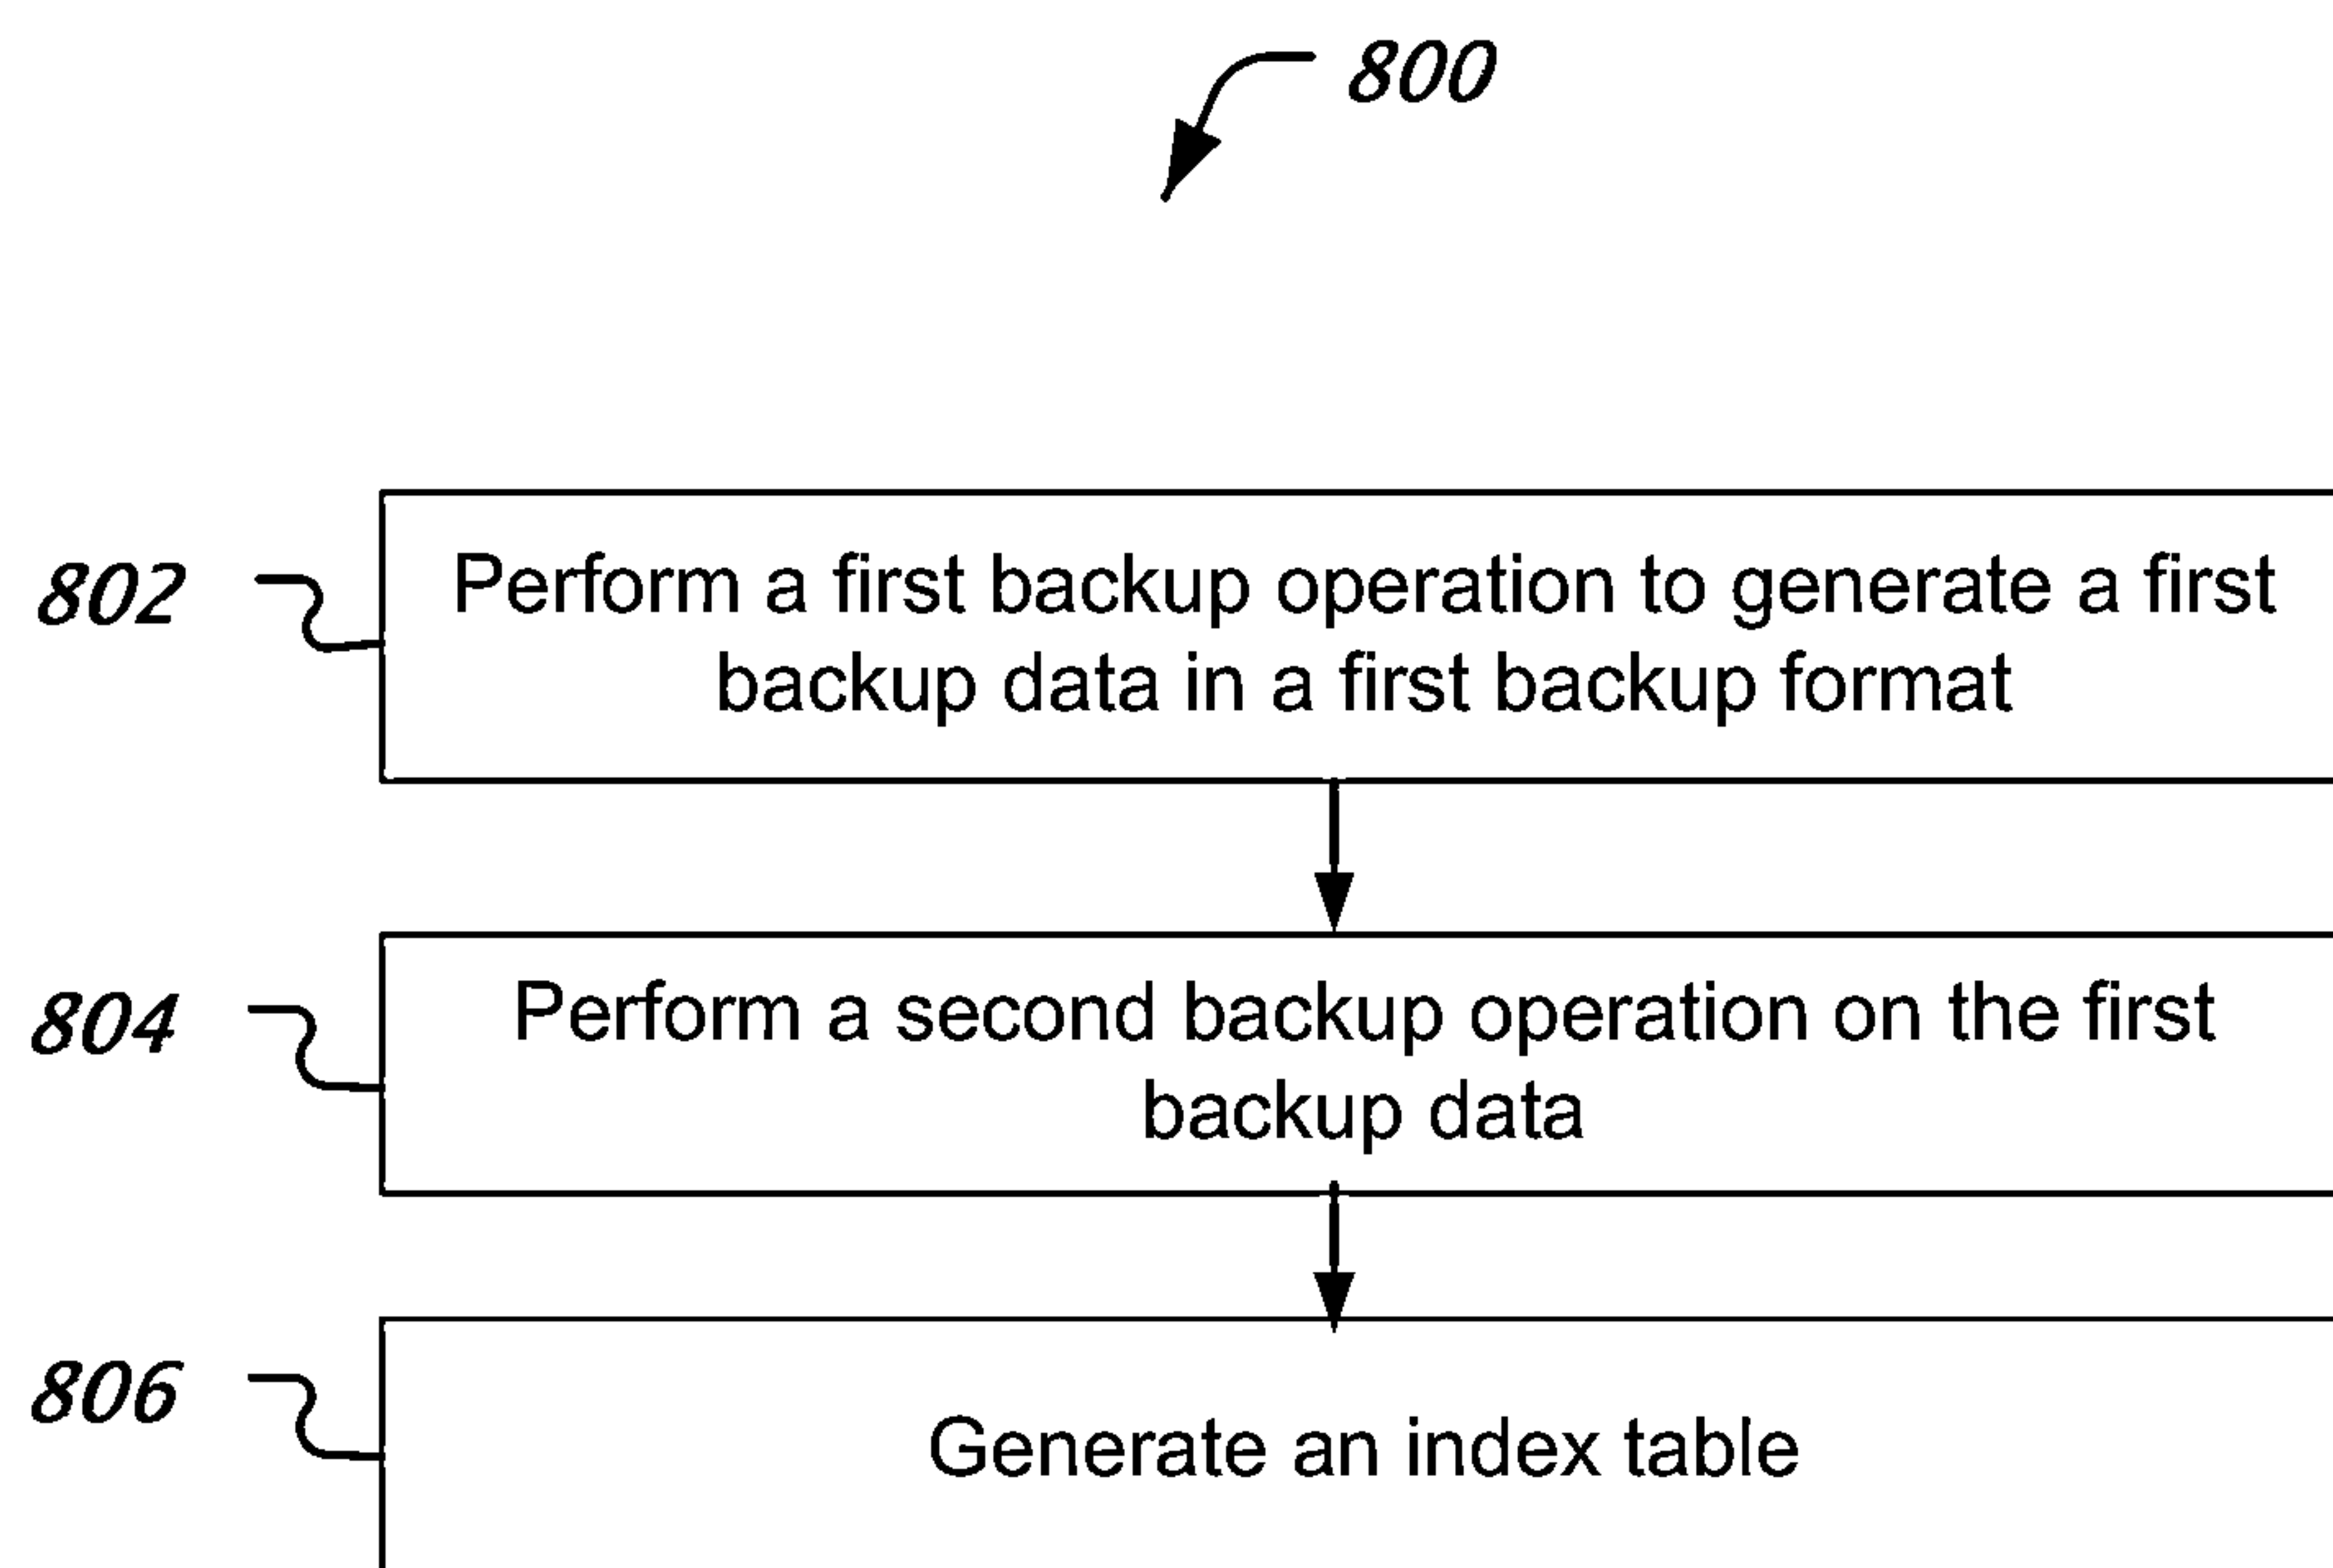 800
802
Perform a first backup operation to generate a first
backup data in a first backup format
804
Perform a second backup operation on the first
backup data
806
Generate an index table